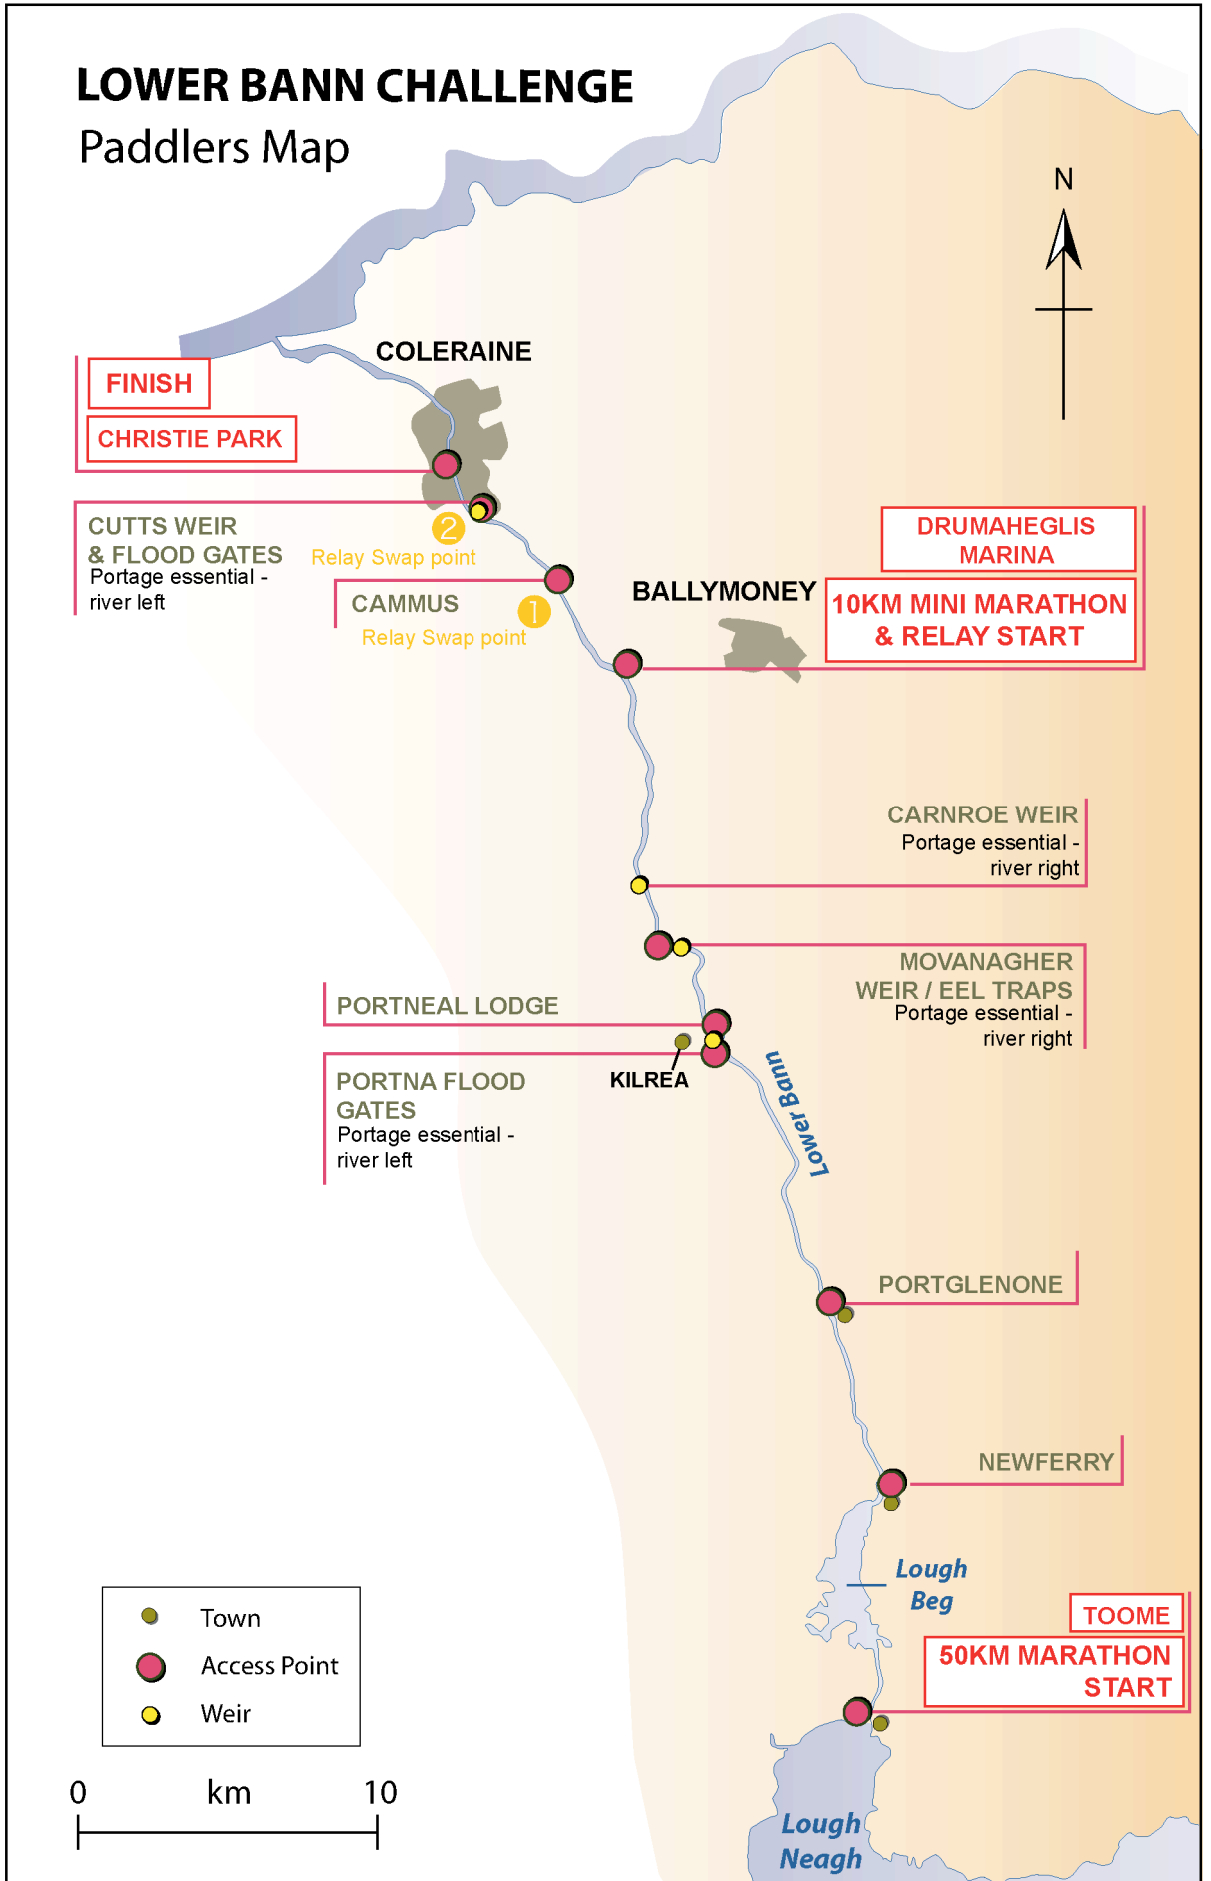 LOWER BANN CHALLENGE
Paddlers Map
N
COLERAINE
FINISH
CHRISTIE PARK
CUTTS WEIR
& FLOOD GATES
Portage essential -
river left
2
Relay Swap point
CAMMUS
1
Relay Swap point
DRUMAHEGLIS
MARINA
BALLYMONEY
10KM MINI MARATHON
& RELAY START
CARNROE WEIR
Portage essential -
river right
MOVANAGHER
WEIR / EEL TRAPS
Portage essential -
river right
PORTNEAL LODGE
KILREA
PORTNA FLOOD
GATES
Portage essential -
river left
Lower Bann
PORTGLENONE
NEWFERRY
Lough
Beg
TOOME
50KM MARATHON
START
Town
Access Point
Weir
0 km 10
Lough
Neagh